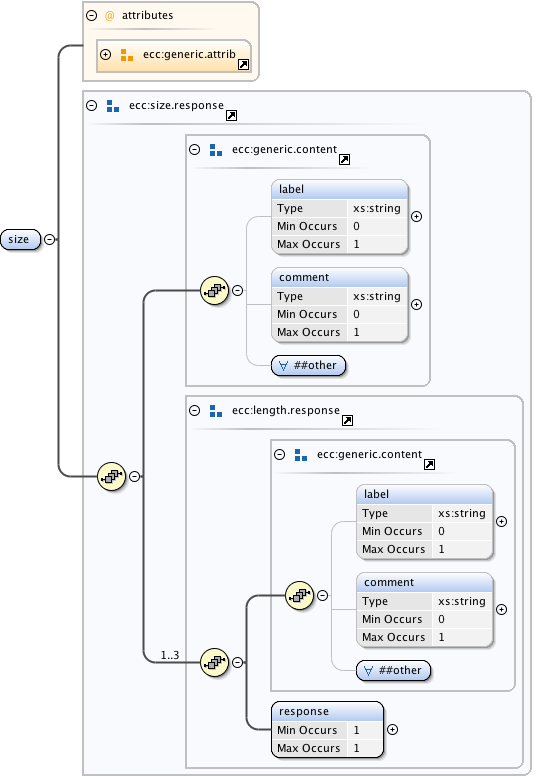 @ attributes
ecc:generic.attrib
ecc:size.response
ecc:generic.content
label
Type xs:string
Min Occurs 0
Max Occurs 1
size
comment
Type xs:string
Min Occurs 0
Max Occurs 1
∀ ##other
ecc:length.response
ecc:generic.content
label
Type xs:string
Min Occurs 0
Max Occurs 1
comment
Type xs:string
Min Occurs 0
Max Occurs 1
1..3
∀ ##other
response
Min Occurs 1
Max Occurs 1